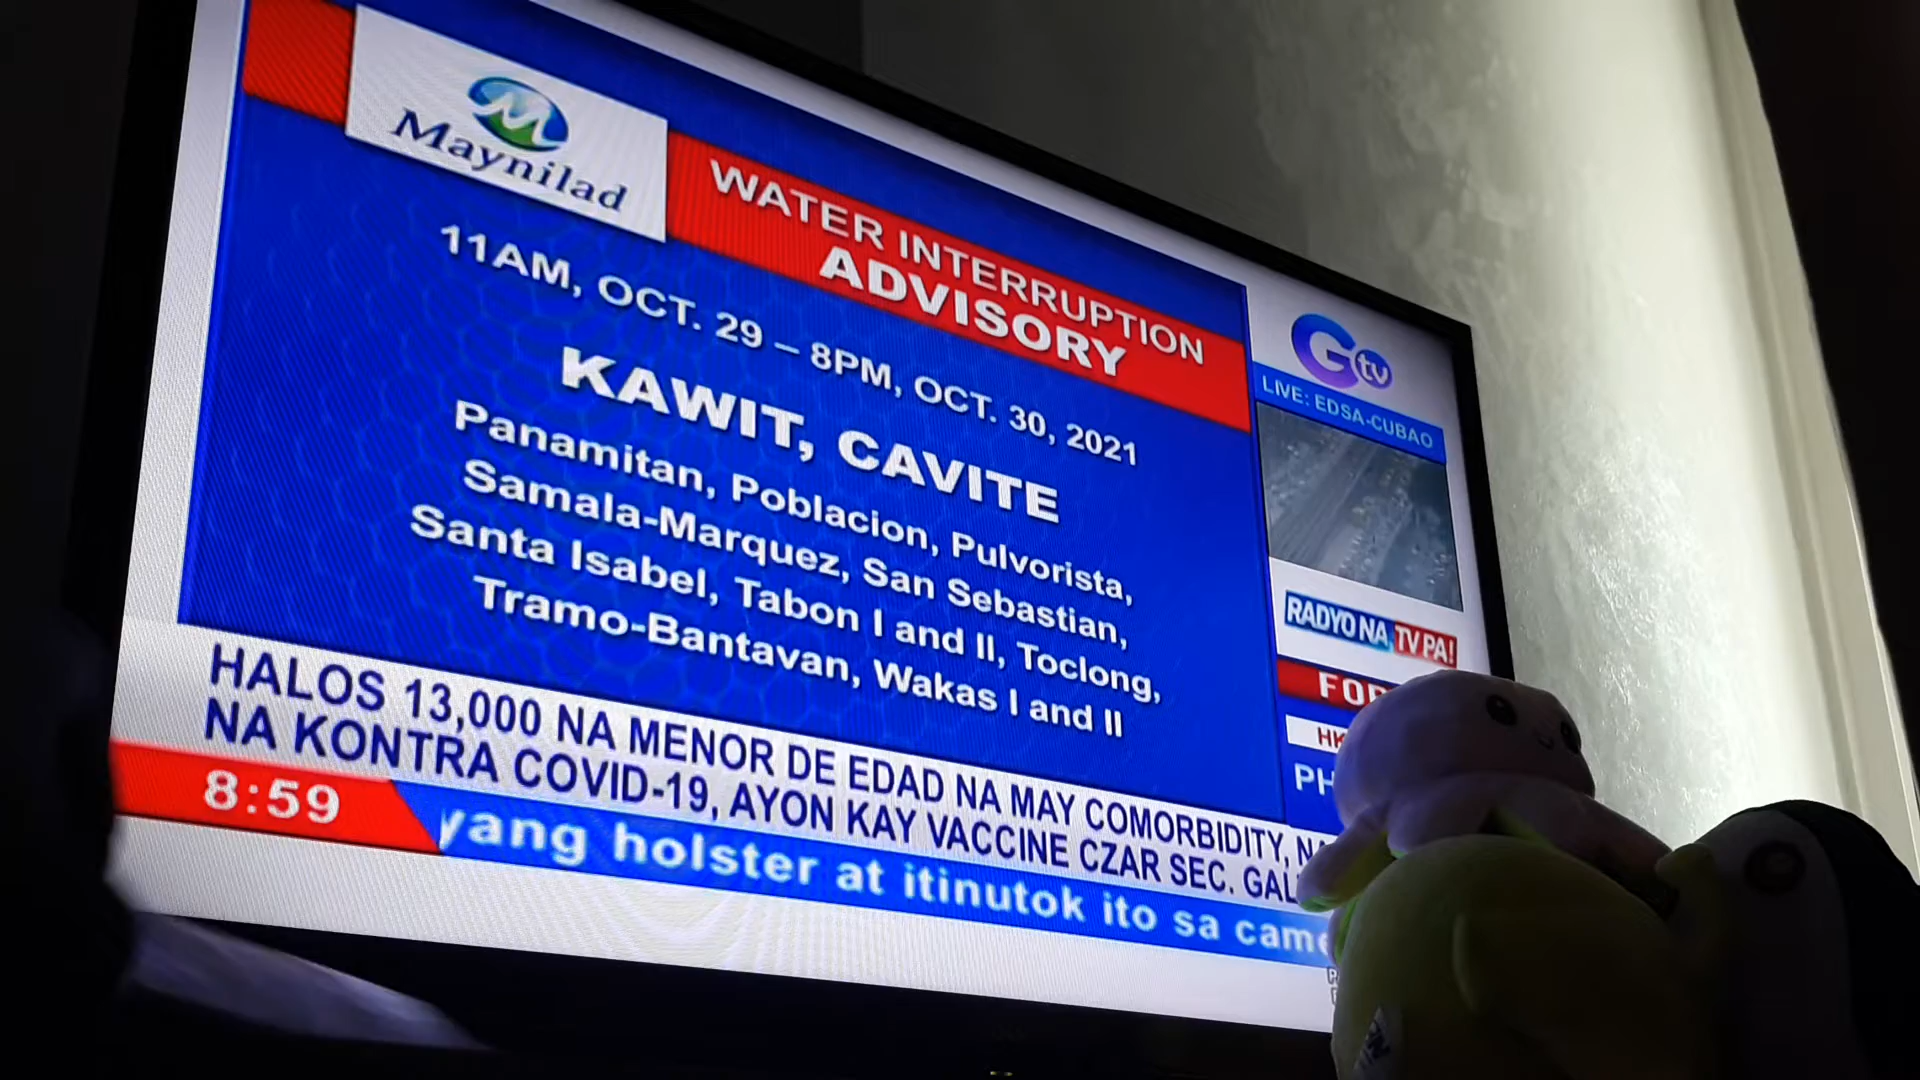 Maynilad
WATER INTERRUPTION
ADVISORY
11AM, OCT. 29 – 8PM, OCT. 30, 2021
KAWIT, CAVITE
Panamitan, Poblacion, Pulvorista,
Samala-Marquez, San Sebastian,
Santa Isabel, Tabon I and II, Toclong,
Tramo-Bantavan, Wakas I and II
Gtv
LIVE: EDSA-CUBAO
RADYO NA TV PA!
HALOS 13,000 NA MENOR DE EDAD NA MAY COMORBIDITY,
NA KONTRA COVID-19, AYON KAY VACCINE CZAR SEC.
8:59
yang holster at itinutok ito sa